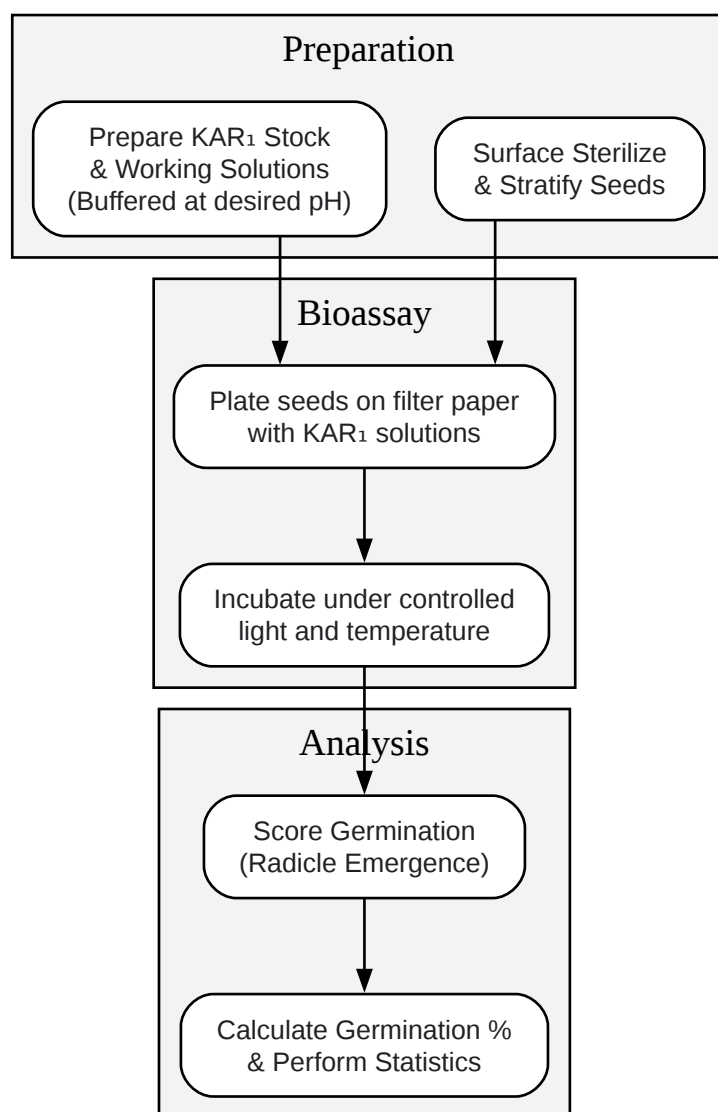 Preparation
Prepare KAR₁ Stock
& Working Solutions
(Buffered at desired pH)
Surface Sterilize
& Stratify Seeds
Bioassay
Plate seeds on filter paper
with KAR₁ solutions
Incubate under controlled
light and temperature
Analysis
Score Germination
(Radicle Emergence)
Calculate Germination %
& Perform Statistics